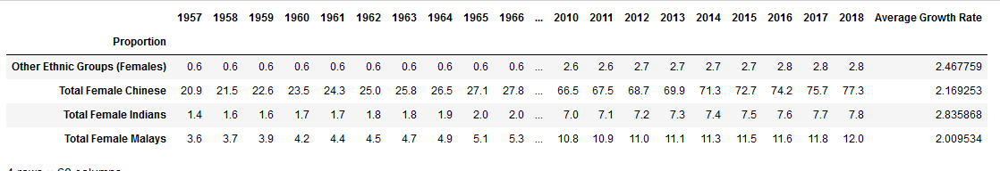 1957 1958 1959 1960 1961 1962 1963 1964 1965 1966 ... 2010 2011 2012 2013 2014 2015 2016 2017 2018 Average Growth Rate
Proportion
Other Ethnic Groups (Females) 0.6 0.6 0.6 0.6 0.6 0.6 0.6 0.6 0.6 0.6 ... 2.6 2.6 2.7 2.7 2.7 2.7 2.8 2.8 2.8 2.467759
Total Female Chinese 20.9 21.5 22.6 23.5 24.3 25.0 25.8 26.5 27.1 27.8 ... 66.5 67.5 68.7 69.9 71.3 72.7 74.2 75.7 77.3 2.169253
Total Female Indians 1.4 1.6 1.6 1.7 1.7 1.8 1.8 1.9 2.0 2.0 ... 7.0 7.1 7.2 7.3 7.4 7.5 7.6 7.7 7.8 2.835868
Total Female Malays 3.6 3.7 3.9 4.2 4.4 4.5 4.7 4.9 5.1 5.3 ... 10.8 10.9 11.0 11.1 11.3 11.5 11.6 11.8 12.0 2.009534